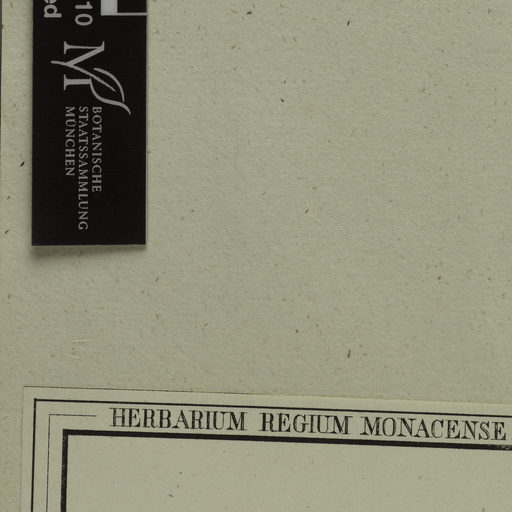 10
ed
M
BOTANISCHE
STAATSSAMMLUNG
MÜNCHEN
HERBARIUM REGIUM MONACENSE